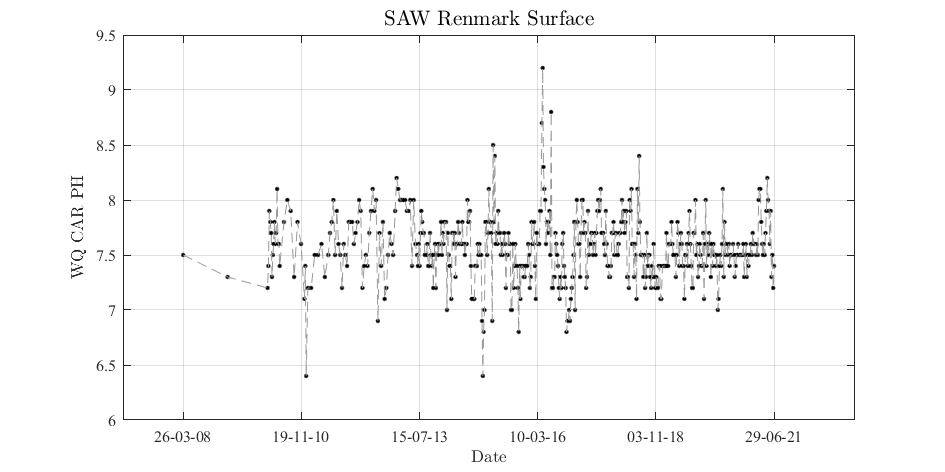 SAW Renmark Surface
9.5
9
8.5
8
7.5
7
6.5
6
WQ CAR PH
26-03-08 19-11-10 15-07-13 10-03-16 03-11-18 29-06-21
Date